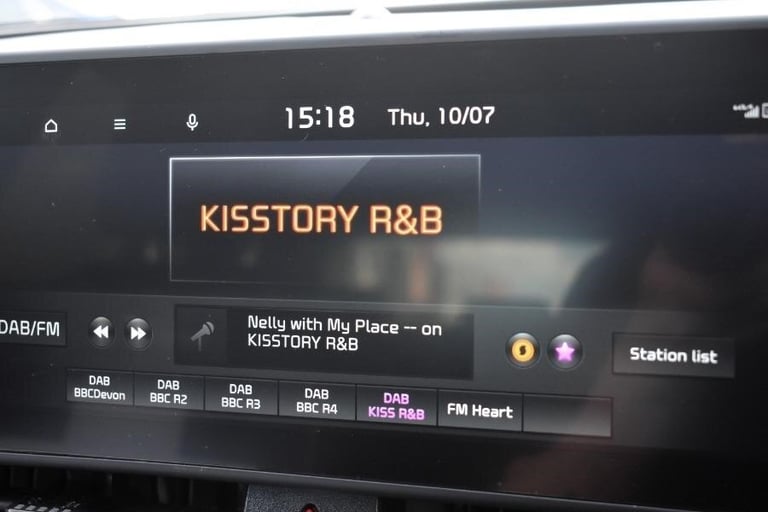 15:18 Thu, 10/07
KISSTORY R&B
DAB/FM
Nelly with My Place -- on
KISSTORY R&B
Station list
DAB
BBCDevon
DAB
BBC R2
DAB
BBC R3
DAB
BBC R4
DAB
KISS R&B
FM Heart